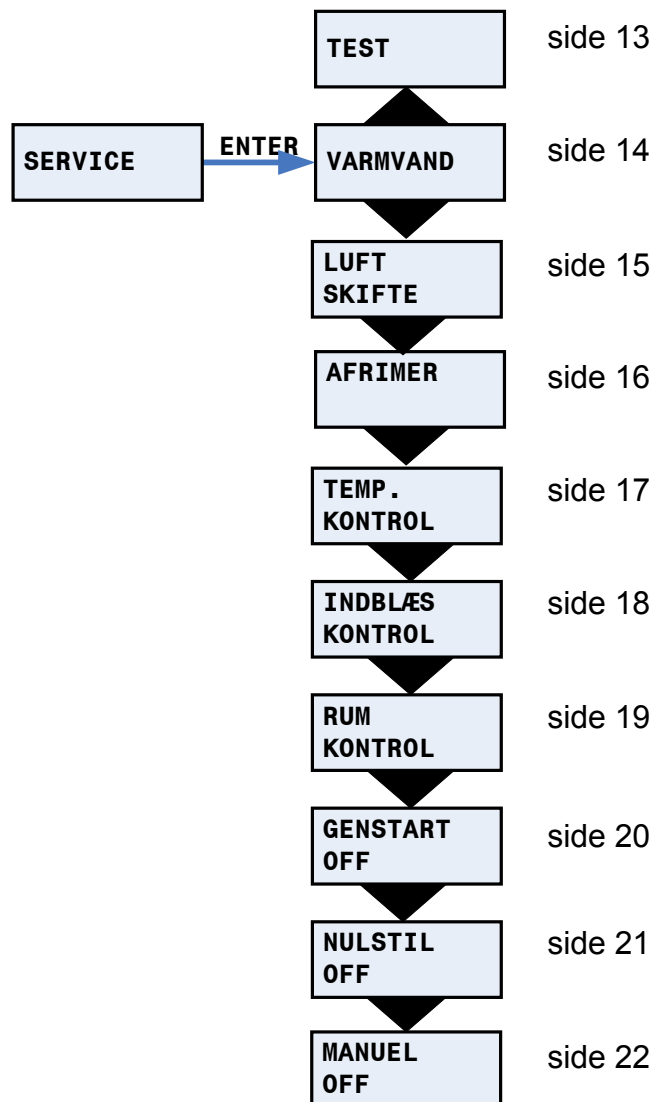 TEST
side 13
SERVICE
ENTER
VARMVAND
side 14
LUFT
SKIFTE
side 15
AFRIMER
side 16
TEMP.
KONTROL
side 17
INDBLÆS
KONTROL
side 18
RUM
KONTROL
side 19
GENSTART
OFF
side 20
NULSTIL
OFF
side 21
MANUEL
OFF
side 22